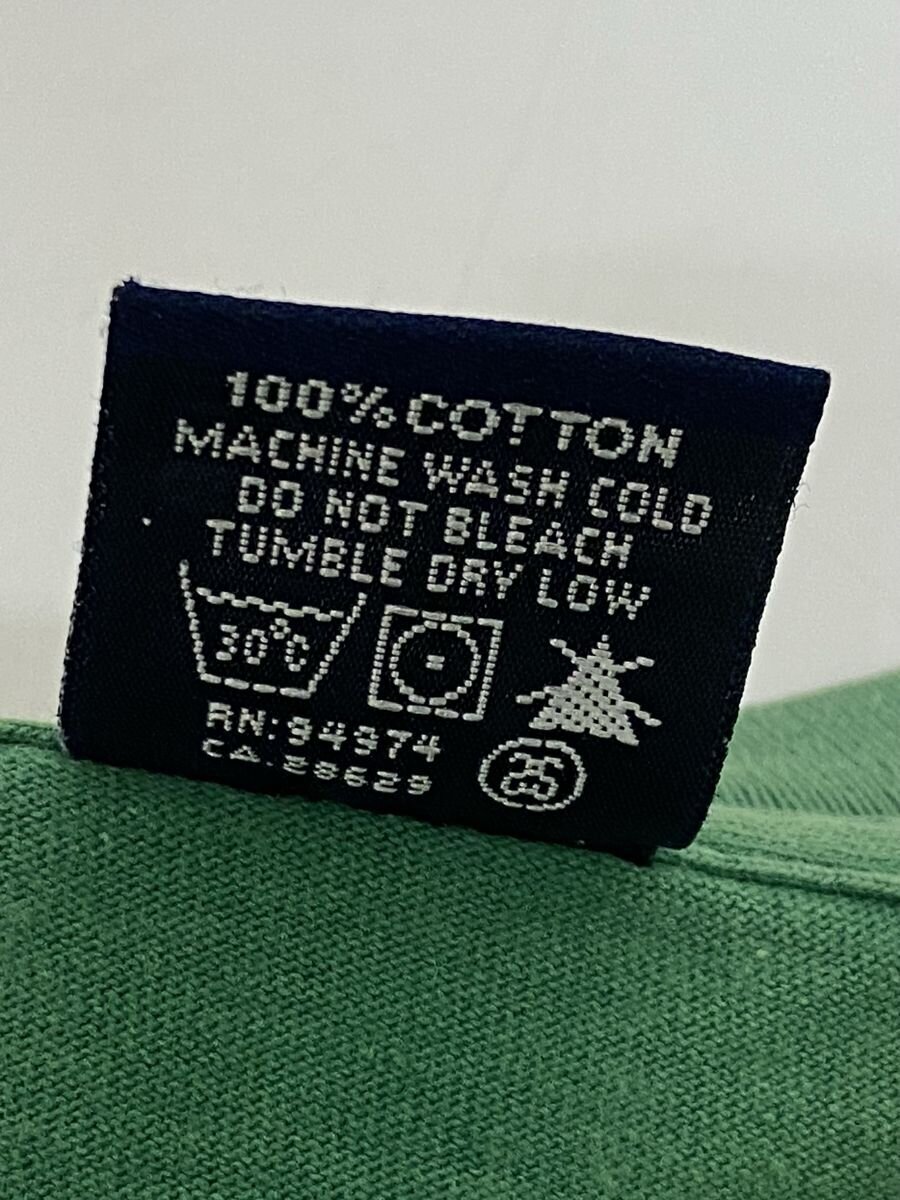 100% COTTON
MACHINE WASH COLD
DO NOT BLEACH
TUMBLE DRY LOW
30°C
RN:94974
CA.28629